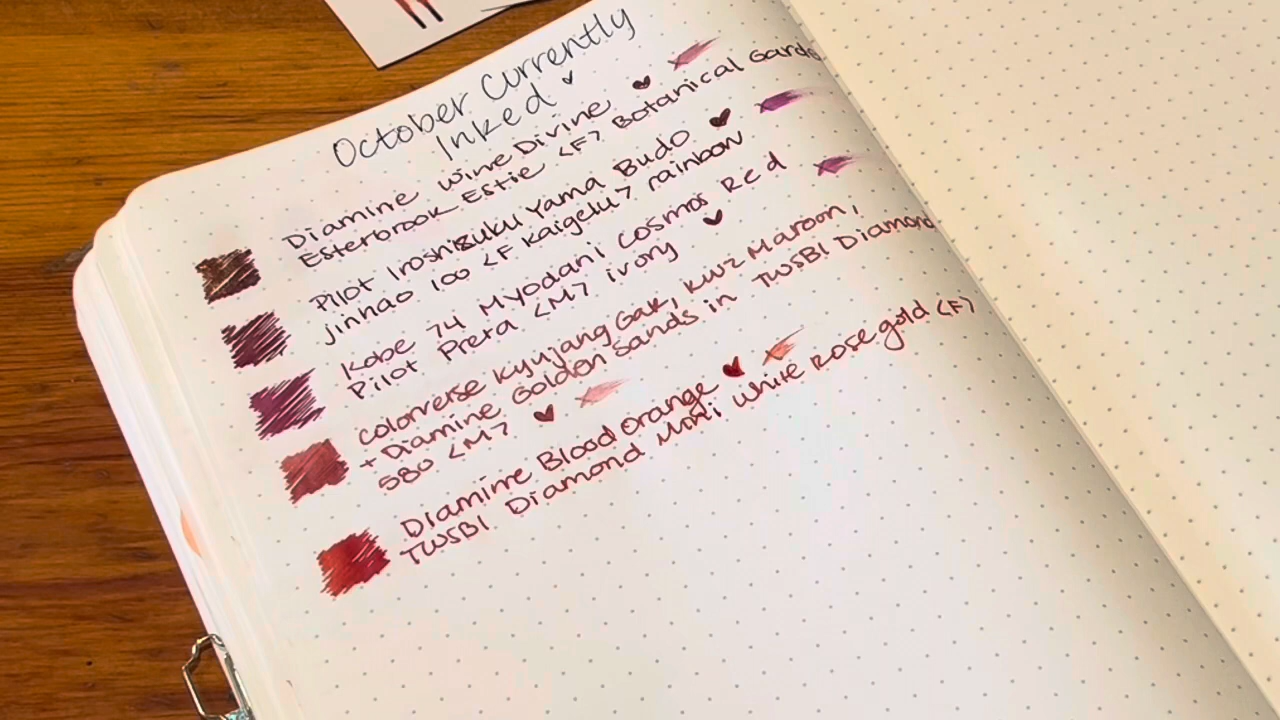 October Currently
Inked
Diamine Wine Divine
Esterbrook Estie <F> Botanical Garde
Pilot Iroshizuku Yama Budo
jinhao 100 <F Kaigelu> rainbow
Kobe 74 Myodani Cosmos Red
Pilot Prera <M> ivory
Colorverse Kyujang Gak, KWZ Maroon,
+ Diamine Golden Sands in TWSBI Diamond
580 <M>
Diamine Blood Orange
TWSBI Diamond Mini White Rose gold <F>